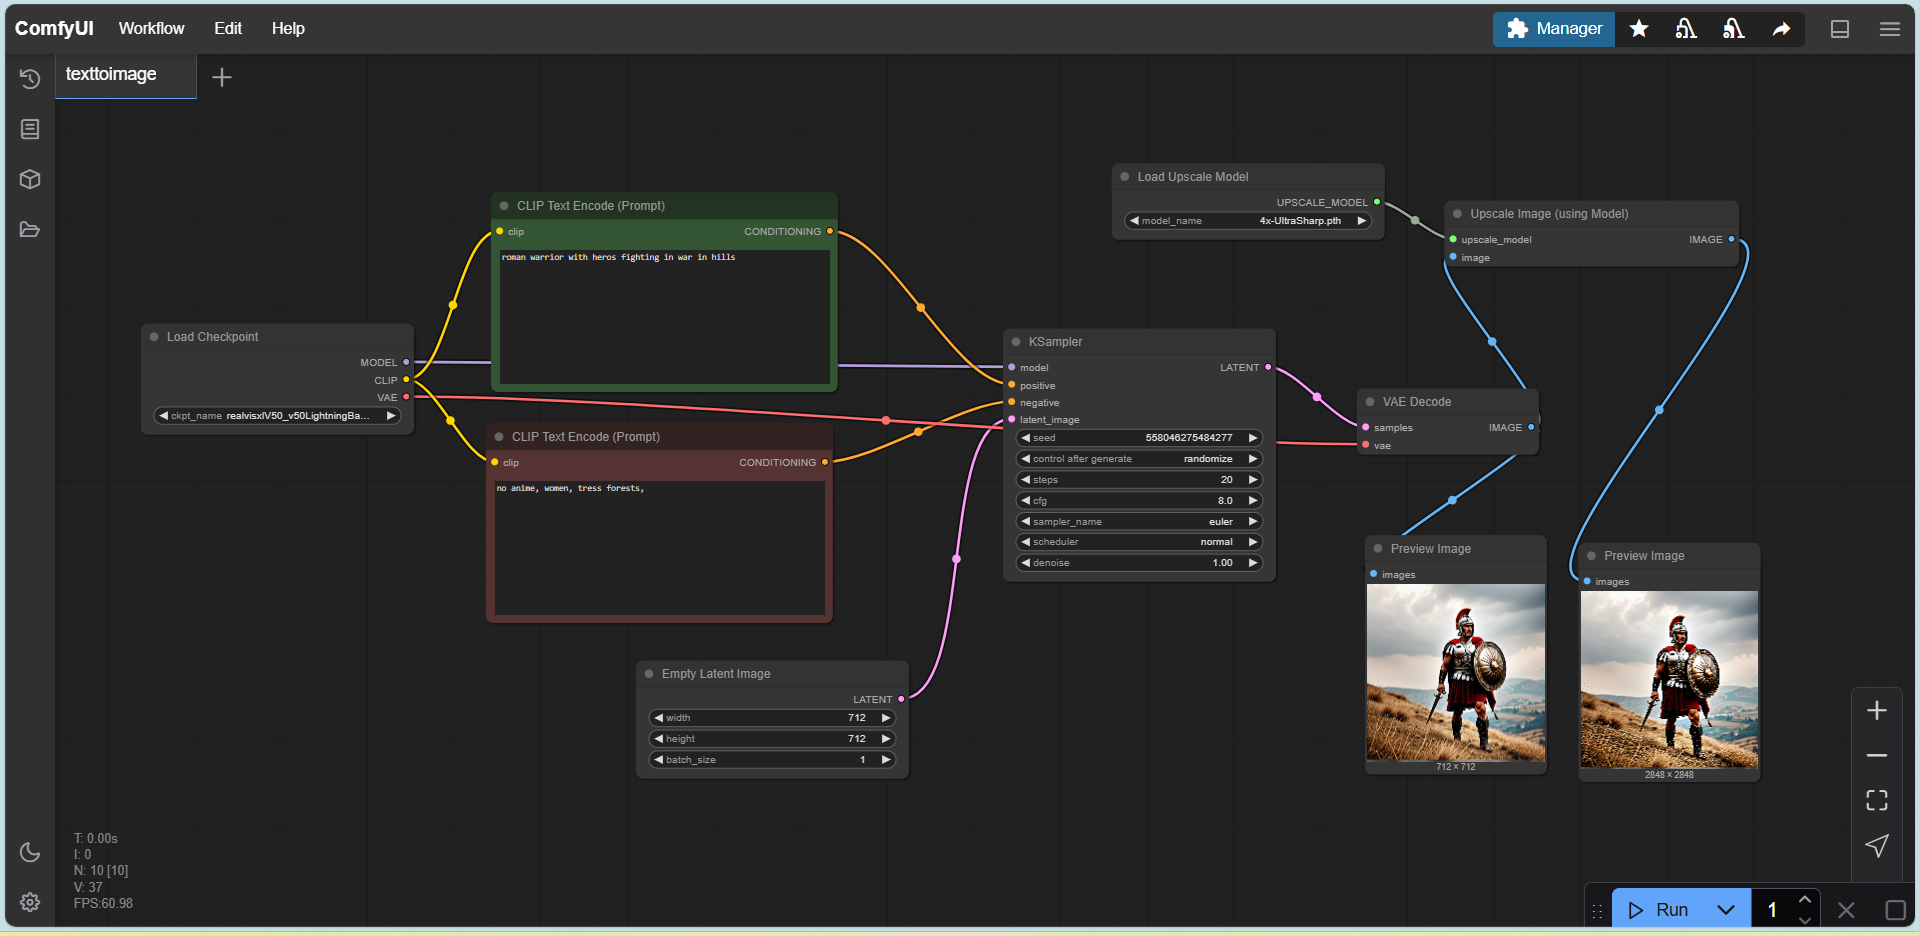 ComfyUI Workflow Edit Help Manager
texttoimage
Load Checkpoint
MODEL
CLIP
VAE
ckpt_name realvisxlV50_v50LightningBa...
CLIP Text Encode (Prompt)
clip CONDITIONING
roman warrior with heros fighting in war in hills
CLIP Text Encode (Prompt)
clip CONDITIONING
no anime, women, tress forests,
Empty Latent Image
LATENT
width 712
height 712
batch_size 1
KSampler
model LATENT
positive
negative
latent_image
seed 558046275484277
control after generate randomize
steps 20
cfg 8.0
sampler_name euler
scheduler normal
denoise 1.00
Load Upscale Model
UPSCALE_MODEL
model_name 4x-UltraSharp.pth
Upscale Image (using Model)
upscale_model IMAGE
image
VAE Decode
samples IMAGE
vae
Preview Image
images
712 × 712
Preview Image
images
2848 × 2848
T: 0.00s
I: 0
N: 10 [10]
V: 37
FPS:60.98
Run 1